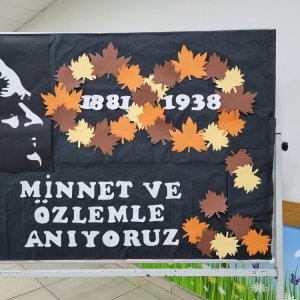 1881 1938
MİNNET VE
ÖZLEMLE
ANIYORUZ